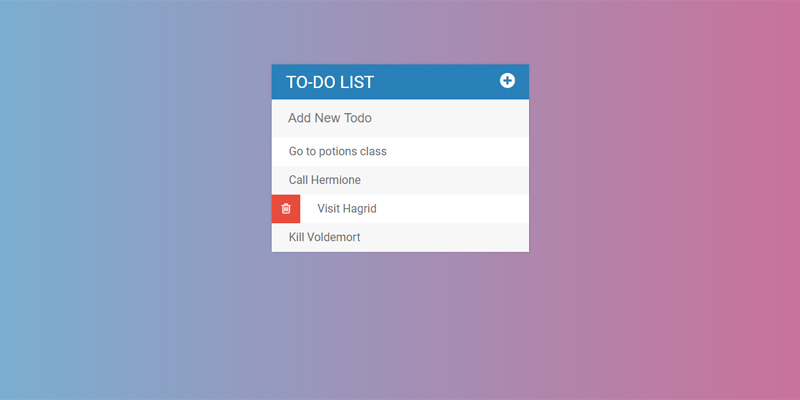 TO-DO LIST
Add New Todo
Go to potions class
Call Hermione
Visit Hagrid
Kill Voldemort